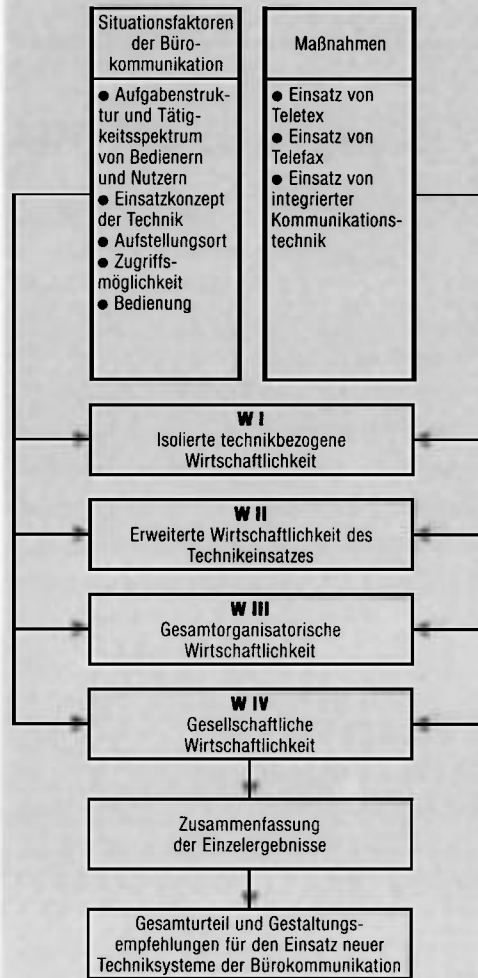 Situationsfaktoren
der Büro-
kommunikation
● Aufgabenstruk-
tur und Tätig-
keitsspektrum
von Bedienern
und Nutzern
● Einsatzkonzept
der Technik
● Aufstellungsort
● Zugriffs-
möglichkeit
● Bedienung
Maßnahmen
● Einsatz von
Teletex
● Einsatz von
Telefax
● Einsatz von
integrierter
Kommunikations-
technik
W I
Isolierte technikbezogene
Wirtschaftlichkeit
W II
Erweiterte Wirtschaftlichkeit des
Technikeinsatzes
W III
Gesamtorganisatorische
Wirtschaftlichkeit
W IV
Gesellschaftliche
Wirtschaftlichkeit
Zusammenfassung
der Einzelergebnisse
Gesamturteil und Gestaltungs-
empfehlungen für den Einsatz neuer
Techniksysteme der Bürokommunikation